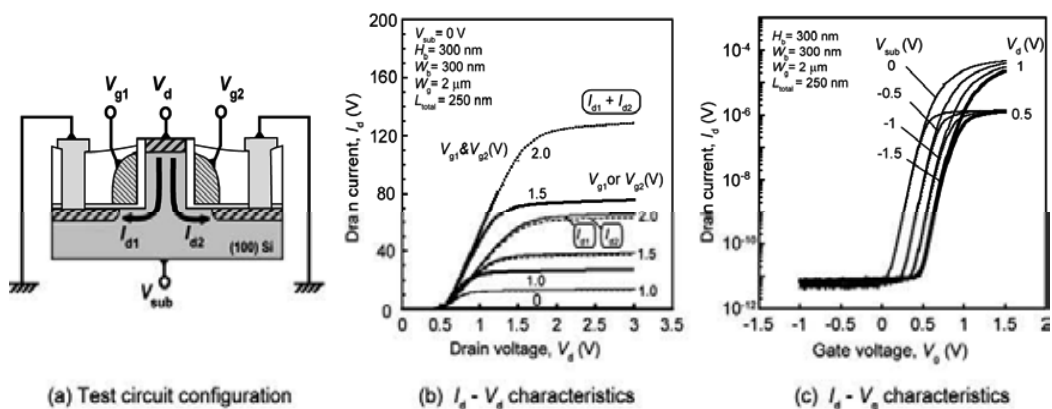 V_g1 V_d V_g2
I_d1 I_d2 (100) Si
V_sub
(a) Test circuit configuration
Drain current, I_d (V)
200
160
120
80
40
0
V_sub= 0 V
H_b= 300 nm
W_b= 300 nm
W_g= 2 μm
L_total= 250 nm
I_d1 + I_d2
V_g1&V_g2(V)
2.0
1.5
V_g1or V_g2(V)
2.0
I_d1 I_d2
1.5
1.0
0
1.0
0 0.5 1 1.5 2 2.5 3 3.5
Drain voltage, V_d (V)
(b) I_d - V_d characteristics
Drain current, I_d (V)
10-4
10-6
10-8
10-10
10-12
H_b= 300 nm
W_b= 300 nm
W_g= 2 μm
L_total= 250 nm
V_sub(V)
0
-0.5
-1
-1.5
V_d(V)
1
0.5
-1.5 -1 -0.5 0 0.5 1 1.5 2
Gate voltage, V_g (V)
(c) I_d - V_g characteristics